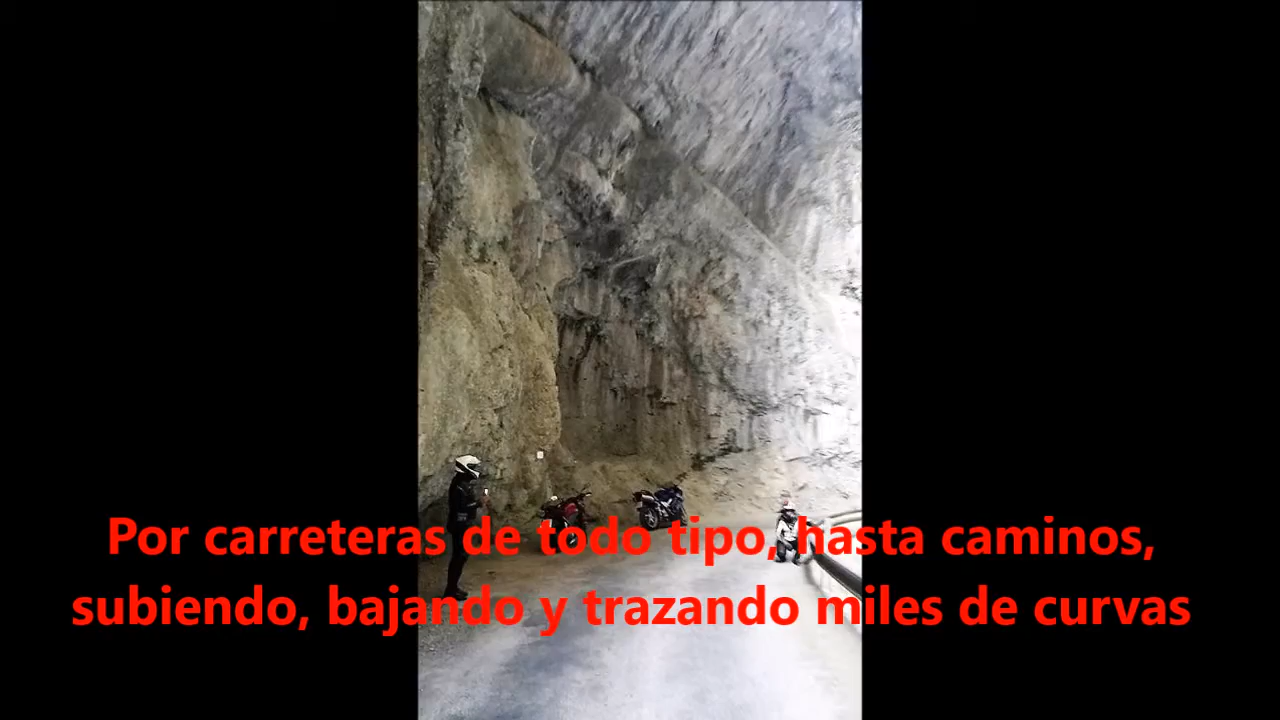 Por carreteras de todo tipo, hasta caminos,
subiendo, bajando y trazando miles de curvas